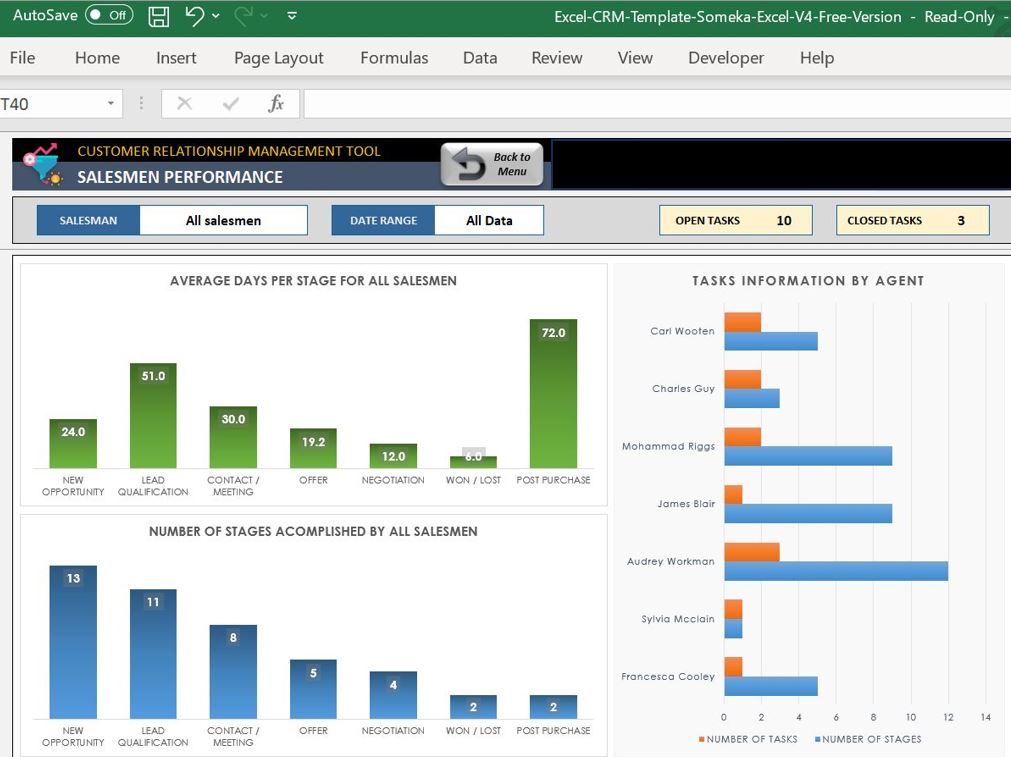 AutoSave Off
Excel-CRM-Template-Someka-Excel-V4-Free-Version - Read-Only -
File Home Insert Page Layout Formulas Data Review View Developer Help
T40
fx
CUSTOMER RELATIONSHIP MANAGEMENT TOOL
SALESMEN PERFORMANCE
Back to
Menu
SALESMAN All salesmen DATE RANGE All Data OPEN TASKS 10 CLOSED TASKS 3
AVERAGE DAYS PER STAGE FOR ALL SALESMEN
24.0 51.0 30.0 19.2 12.0 6.0 72.0
NEW LEAD CONTACT / OFFER NEGOTIATION WON / LOST POST PURCHASE
OPPORTUNITY QUALIFICATION MEETING
NUMBER OF STAGES ACOMPLISHED BY ALL SALESMEN
13 11 8 5 4 2 2
NEW LEAD CONTACT / OFFER NEGOTIATION WON / LOST POST PURCHASE
OPPORTUNITY QUALIFICATION MEETING
TASKS INFORMATION BY AGENT
Carl Wooten
Charles Guy
Mohammad Riggs
James Blair
Audrey Workman
Sylvia Mcclain
Francesca Cooley
0 2 4 6 8 10 12 14
NUMBER OF TASKS NUMBER OF STAGES